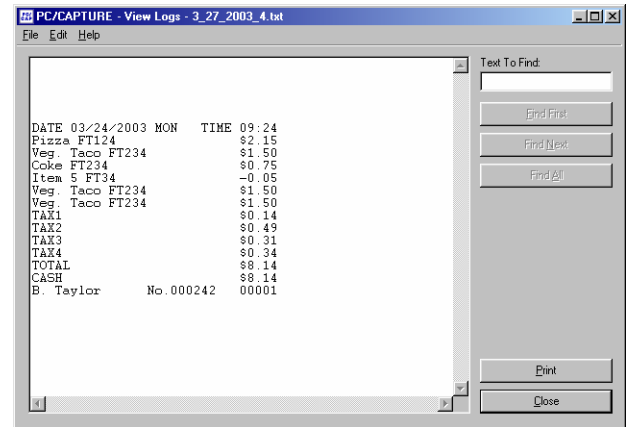 PC/CAPTURE - View Logs - 3_27_2003_4.txt
File Edit Help
Text To Find:
Find First
Find Next
Find All
DATE 03/24/2003 MON TIME 09:24
Pizza FT124 $2.15
Veg. Taco FT234 $1.50
Coke FT234 $0.75
Item 5 FT34 -0.05
Veg. Taco FT234 $1.50
Veg. Taco FT234 $1.50
TAX1 $0.14
TAX2 $0.49
TAX3 $0.31
TAX4 $0.34
TOTAL $8.14
CASH $8.14
B. Taylor No.000242 00001
Print
Close